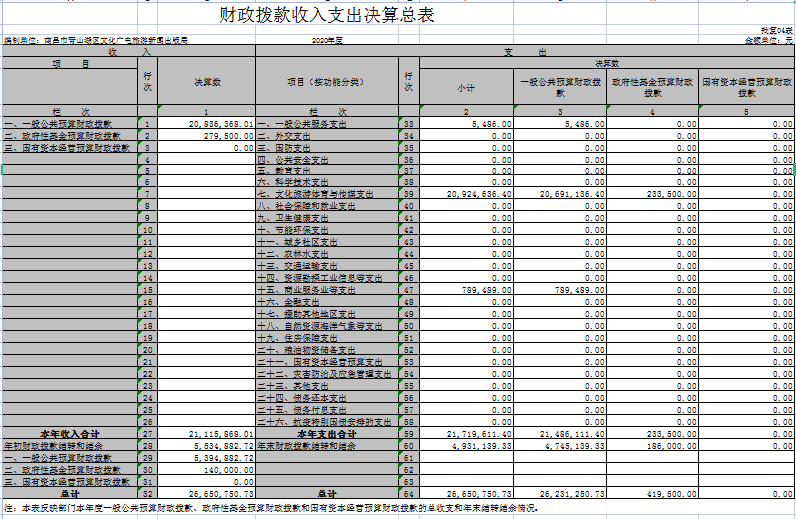 财政拨款收入支出决算总表
批复04表
编制单位：南昌市青山湖区文化广电旅游新闻出版局 2020年度 金额单位：元
收 入 支 出
项 目 行次 决算数 项目（按功能分类） 行次 决算数
小计 一般公共预算财政拨款 政府性基金预算财政拨款 国有资本经营预算财政拨款
栏 次 1 栏 次 2 3 4 5
一、一般公共预算财政拨款 1 20,836,368.01 一、一般公共服务支出 33 5,486.00 5,486.00 0.00 0.00
二、政府性基金预算财政拨款 2 279,500.00 二、外交支出 34 0.00 0.00 0.00 0.00
三、国有资本经营预算财政拨款 3 0.00 三、国防支出 35 0.00 0.00 0.00 0.00
4 四、公共安全支出 36 0.00 0.00 0.00 0.00
5 五、教育支出 37 0.00 0.00 0.00 0.00
6 六、科学技术支出 38 0.00 0.00 0.00 0.00
7 七、文化旅游体育与传媒支出 39 20,924,636.40 20,691,136.40 233,500.00 0.00
8 八、社会保障和就业支出 40 0.00 0.00 0.00 0.00
9 九、卫生健康支出 41 0.00 0.00 0.00 0.00
10 十、节能环保支出 42 0.00 0.00 0.00 0.00
11 十一、城乡社区支出 43 0.00 0.00 0.00 0.00
12 十二、农林水支出 44 0.00 0.00 0.00 0.00
13 十三、交通运输支出 45 0.00 0.00 0.00 0.00
14 十四、资源勘探工业信息等支出 46 0.00 0.00 0.00 0.00
15 十五、商业服务业等支出 47 789,489.00 789,489.00 0.00 0.00
16 十六、金融支出 48 0.00 0.00 0.00 0.00
17 十七、援助其他地区支出 49 0.00 0.00 0.00 0.00
18 十八、自然资源海洋气象等支出 50 0.00 0.00 0.00 0.00
19 十九、住房保障支出 51 0.00 0.00 0.00 0.00
20 二十、粮油物资储备支出 52 0.00 0.00 0.00 0.00
21 二十一、国有资本经营预算支出 53 0.00 0.00 0.00 0.00
22 二十二、灾害防治及应急管理支出 54 0.00 0.00 0.00 0.00
23 二十三、其他支出 55 0.00 0.00 0.00 0.00
24 二十四、债务还本支出 56 0.00 0.00 0.00 0.00
25 二十五、债务付息支出 57 0.00 0.00 0.00 0.00
26 二十六、抗疫特别国债安排的支出 58 0.00 0.00 0.00 0.00
本年收入合计 27 21,115,868.01 本年支出合计 59 21,719,611.40 21,486,111.40 233,500.00 0.00
年初财政拨款结转和结余 28 5,534,882.72 年末财政拨款结转和结余 60 4,931,139.33 4,745,139.33 186,000.00 0.00
一、一般公共预算财政拨款 29 5,394,882.72 61
二、政府性基金预算财政拨款 30 140,000.00 62
三、国有资本经营预算财政拨款 31 0.00 63
总计 32 26,650,750.73 总计 64 26,650,750.73 26,231,250.73 419,500.00 0.00
注：本表反映部门本年度一般公共预算财政拨款、政府性基金预算财政拨款和国有资本经营预算财政拨款的总收支和年末结转结余情况。